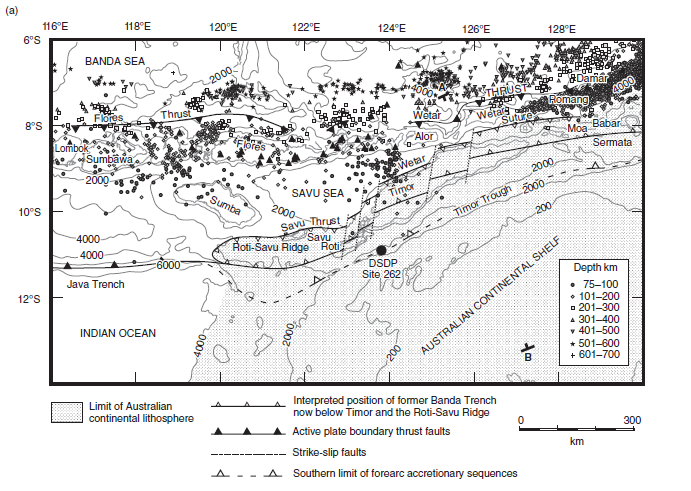 (a)
116°E 118°E 120°E 122°E 124°E 126°E 128°E
6°S
BANDA SEA
2000
4000
A
THRUST
Damar
4000
Romang
Flores
Thrust
Wetar
Wetar
Suture
8°S
Alor
Moa
Babar
Lombok
Flores
Sermata
Sumbawa
Wetar
2000
2000
SAVU SEA
Timor
2000
Sumba
2000
Timor Trough
200
10°S
Savu Thrust
4000
Savu
Roti-Savu Ridge
Roti
4000
6000
DSDP
Site 262
Java Trench
AUSTRALIAN CONTINENTAL SHELF
12°S
INDIAN OCEAN
4000
2000
200
B
Depth km
75–100
101–200
201–300
301–400
401–500
501–600
601–700
Limit of Australian
continental lithosphere
Interpreted position of former Banda Trench
now below Timor and the Roti-Savu Ridge
Active plate boundary thrust faults
Strike-slip faults
Southern limit of forearc accretionary sequences
0 300
km